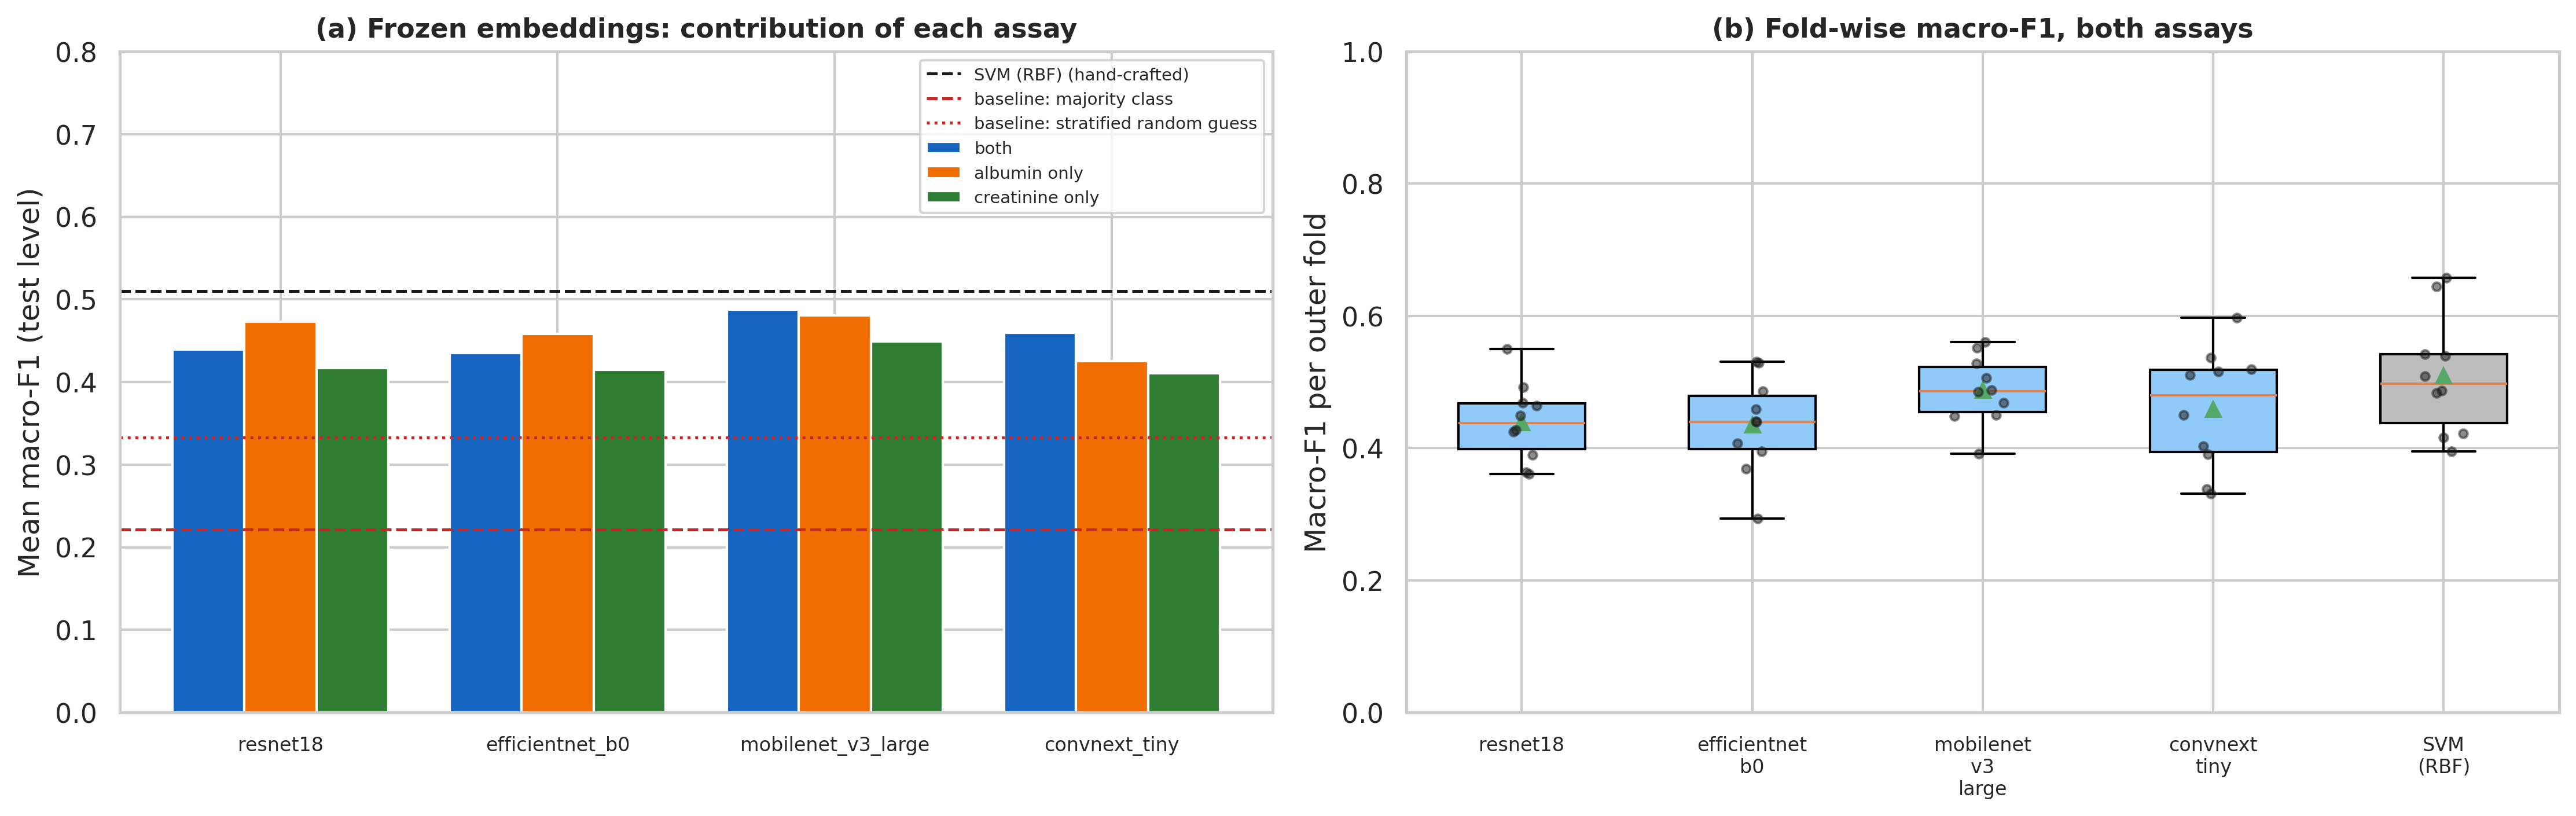 (a) Frozen embeddings: contribution of each assay
Mean macro-F1 (test level)
0.8
0.7
0.6
0.5
0.4
0.3
0.2
0.1
0.0
SVM (RBF) (hand-crafted)
baseline: majority class
baseline: stratified random guess
both
albumin only
creatinine only
resnet18
efficientnet_b0
mobilenet_v3_large
convnext_tiny
(b) Fold-wise macro-F1, both assays
Macro-F1 per outer fold
1.0
0.8
0.6
0.4
0.2
0.0
resnet18
efficientnet
b0
mobilenet
v3
large
convnext
tiny
SVM
(RBF)